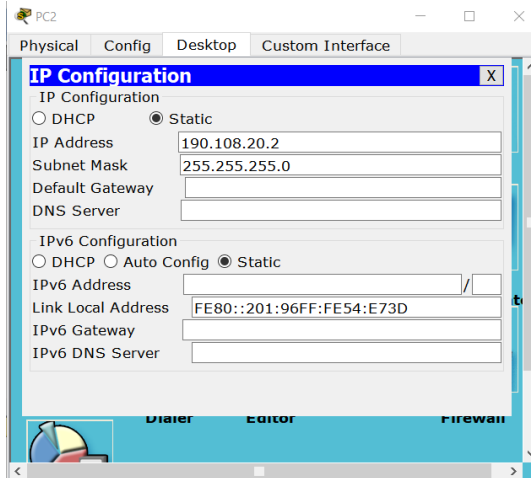 PC2
Physical Config Desktop Custom Interface
IP Configuration X
IP Configuration
DHCP Static
IP Address 190.108.20.2
Subnet Mask 255.255.255.0
Default Gateway
DNS Server
IPv6 Configuration
DHCP Auto Config Static
IPv6 Address /
Link Local Address FE80::201:96FF:FE54:E73D
IPv6 Gateway
IPv6 DNS Server
Dialer Editor Firewall